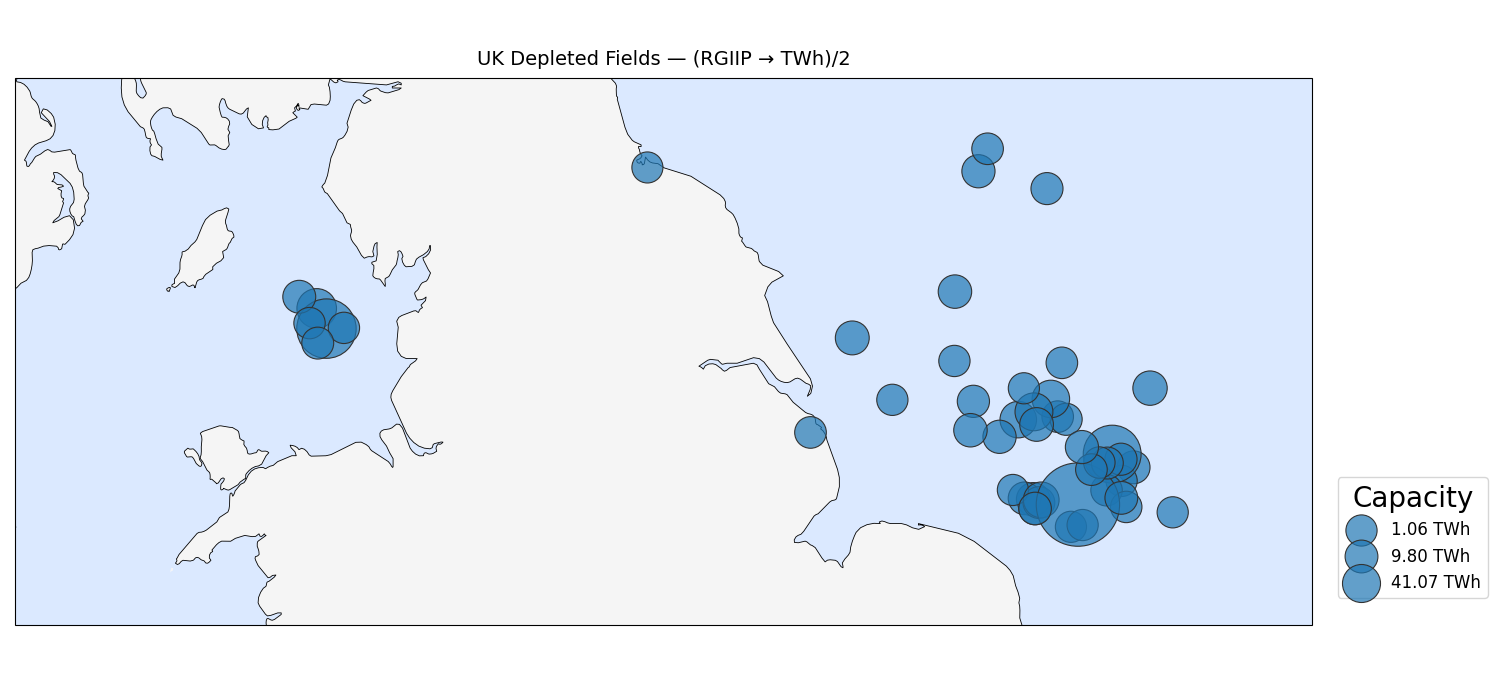 UK Depleted Fields — (RGIIP → TWh)/2
Capacity
1.06 TWh
9.80 TWh
41.07 TWh